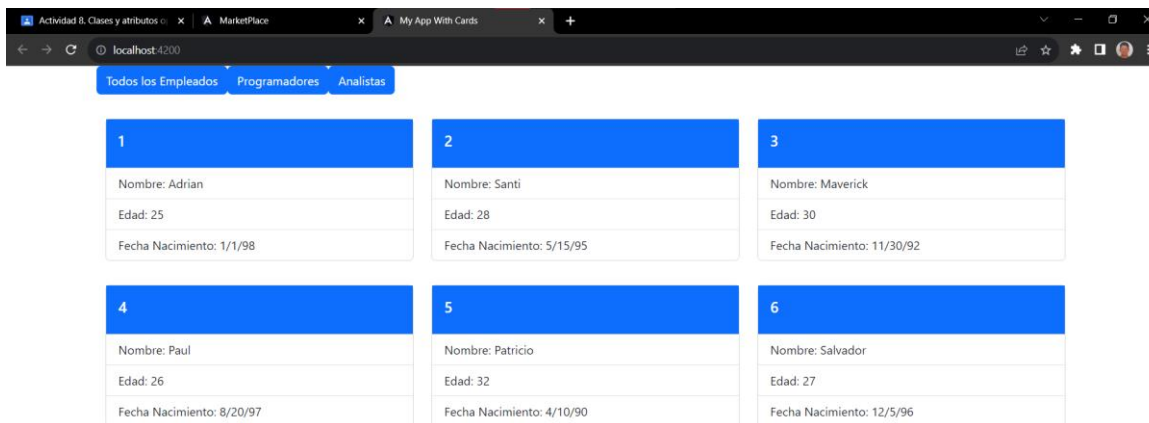 Actividad 8. Clases y atributos o
MarketPlace
My App With Cards
localhost:4200
Todos los Empleados
Programadores
Analistas
1
2
3
Nombre: Adrian
Nombre: Santi
Nombre: Maverick
Edad: 25
Edad: 28
Edad: 30
Fecha Nacimiento: 1/1/98
Fecha Nacimiento: 5/15/95
Fecha Nacimiento: 11/30/92
4
5
6
Nombre: Paul
Nombre: Patricio
Nombre: Salvador
Edad: 26
Edad: 32
Edad: 27
Fecha Nacimiento: 8/20/97
Fecha Nacimiento: 4/10/90
Fecha Nacimiento: 12/5/96